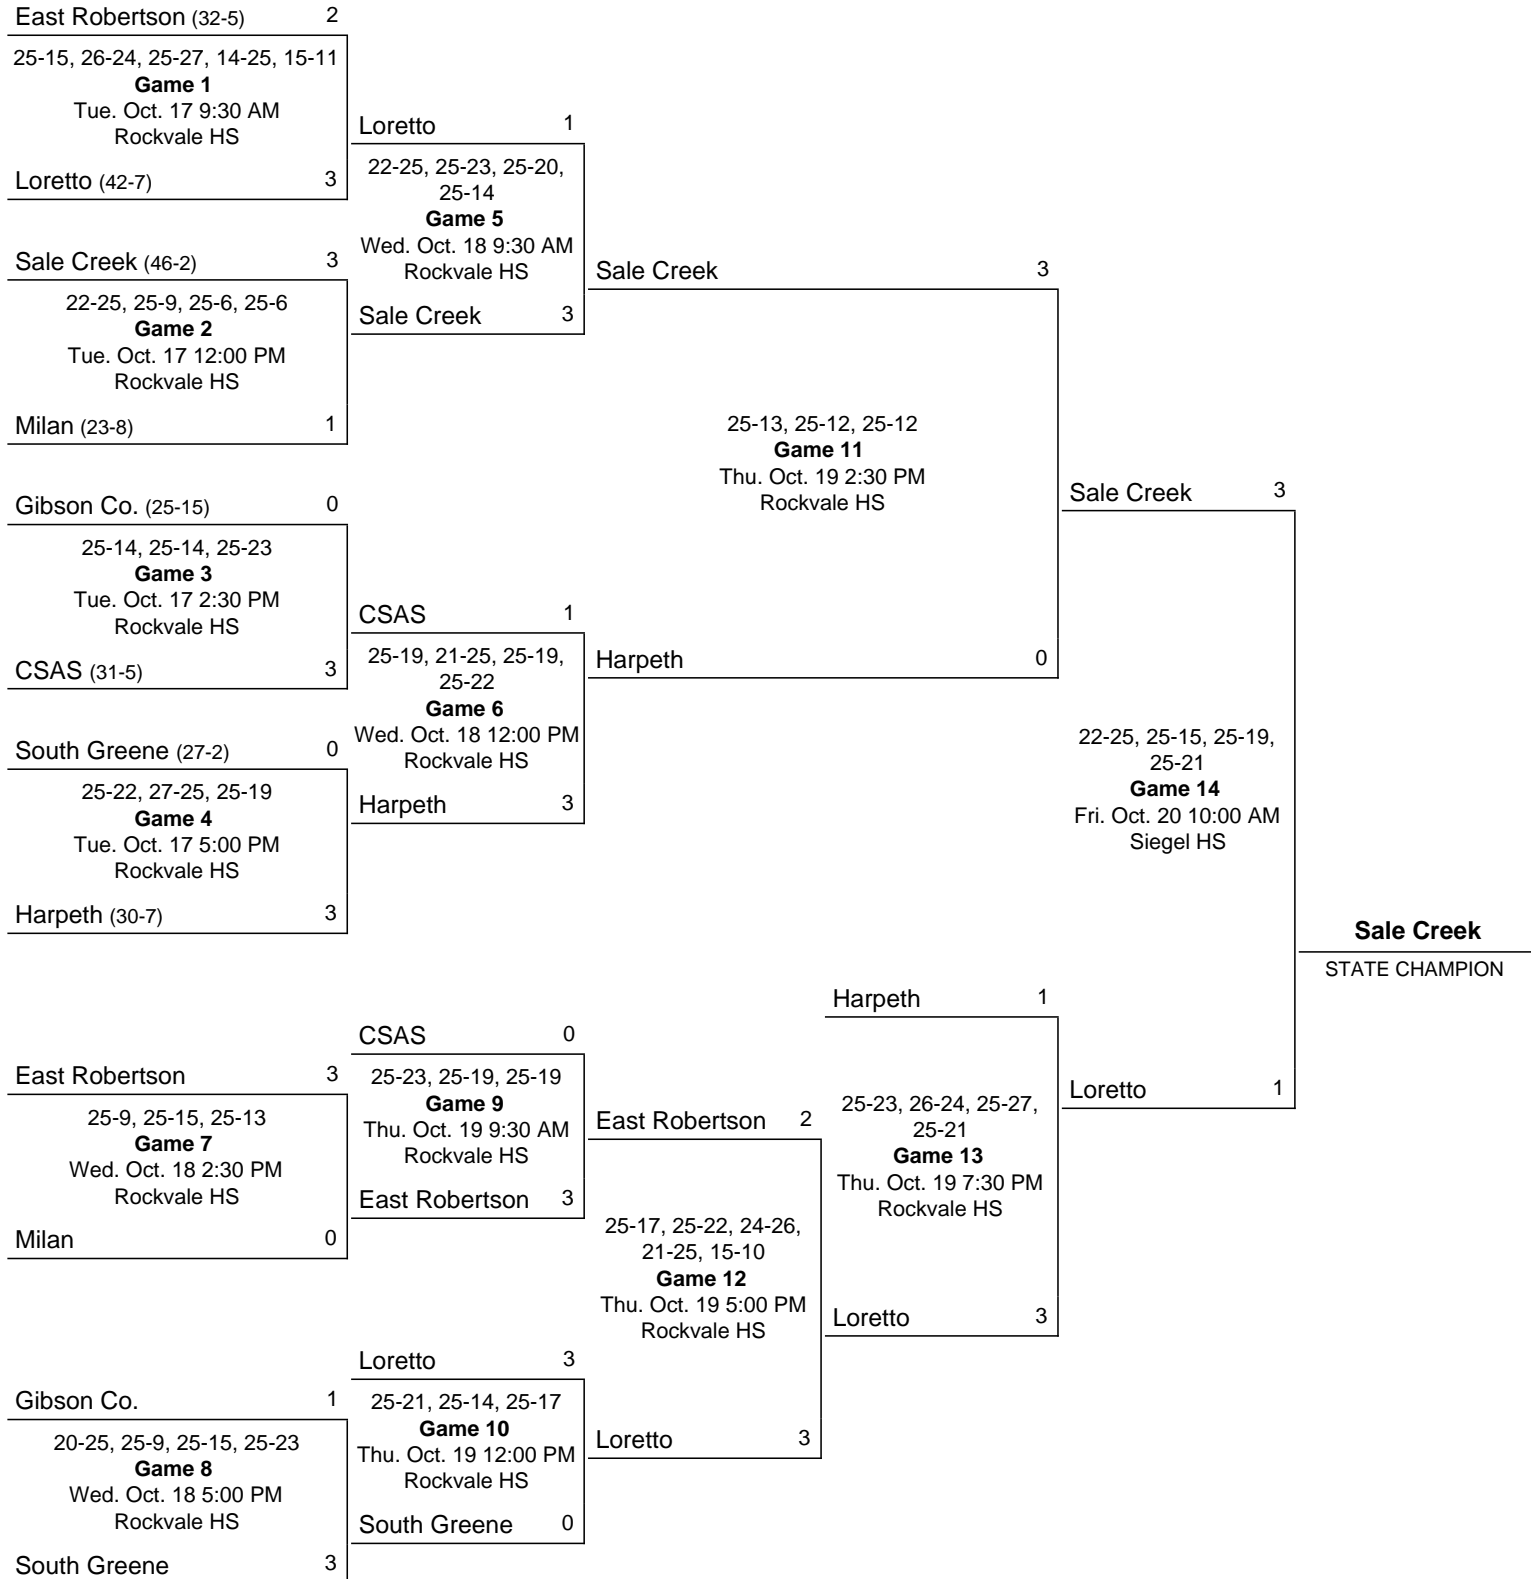 East Robertson (32-5) 2
25-15, 26-24, 25-27, 14-25, 15-11
Game 1
Tue. Oct. 17 9:30 AM
Rockvale HS
Loretto (42-7) 3
Sale Creek (46-2) 3
22-25, 25-9, 25-6, 25-6
Game 2
Tue. Oct. 17 12:00 PM
Rockvale HS
Milan (23-8) 1
Gibson Co. (25-15) 0
25-14, 25-14, 25-23
Game 3
Tue. Oct. 17 2:30 PM
Rockvale HS
CSAS (31-5) 3
South Greene (27-2) 0
25-22, 27-25, 25-19
Game 4
Tue. Oct. 17 5:00 PM
Rockvale HS
Harpeth (30-7) 3
Loretto 1
22-25, 25-23, 25-20,
25-14
Game 5
Wed. Oct. 18 9:30 AM
Rockvale HS
Sale Creek 3
CSAS 1
25-19, 21-25, 25-19,
25-22
Game 6
Wed. Oct. 18 12:00 PM
Rockvale HS
Harpeth 3
Sale Creek 3
25-13, 25-12, 25-12
Game 11
Thu. Oct. 19 2:30 PM
Rockvale HS
Harpeth 0
Sale Creek 3
22-25, 25-15, 25-19,
25-21
Game 14
Fri. Oct. 20 10:00 AM
Siegel HS
Loretto 1
Sale Creek
STATE CHAMPION
East Robertson 3
25-9, 25-15, 25-13
Game 7
Wed. Oct. 18 2:30 PM
Rockvale HS
Milan 0
Gibson Co. 1
20-25, 25-9, 25-15, 25-23
Game 8
Wed. Oct. 18 5:00 PM
Rockvale HS
South Greene 3
CSAS 0
25-23, 25-19, 25-19
Game 9
Thu. Oct. 19 9:30 AM
Rockvale HS
East Robertson 3
Loretto 3
25-21, 25-14, 25-17
Game 10
Thu. Oct. 19 12:00 PM
Rockvale HS
South Greene 0
East Robertson 2
25-17, 25-22, 24-26,
21-25, 15-10
Game 12
Thu. Oct. 19 5:00 PM
Rockvale HS
Loretto 3
Harpeth 1
25-23, 26-24, 25-27,
25-21
Game 13
Thu. Oct. 19 7:30 PM
Rockvale HS
Loretto 3